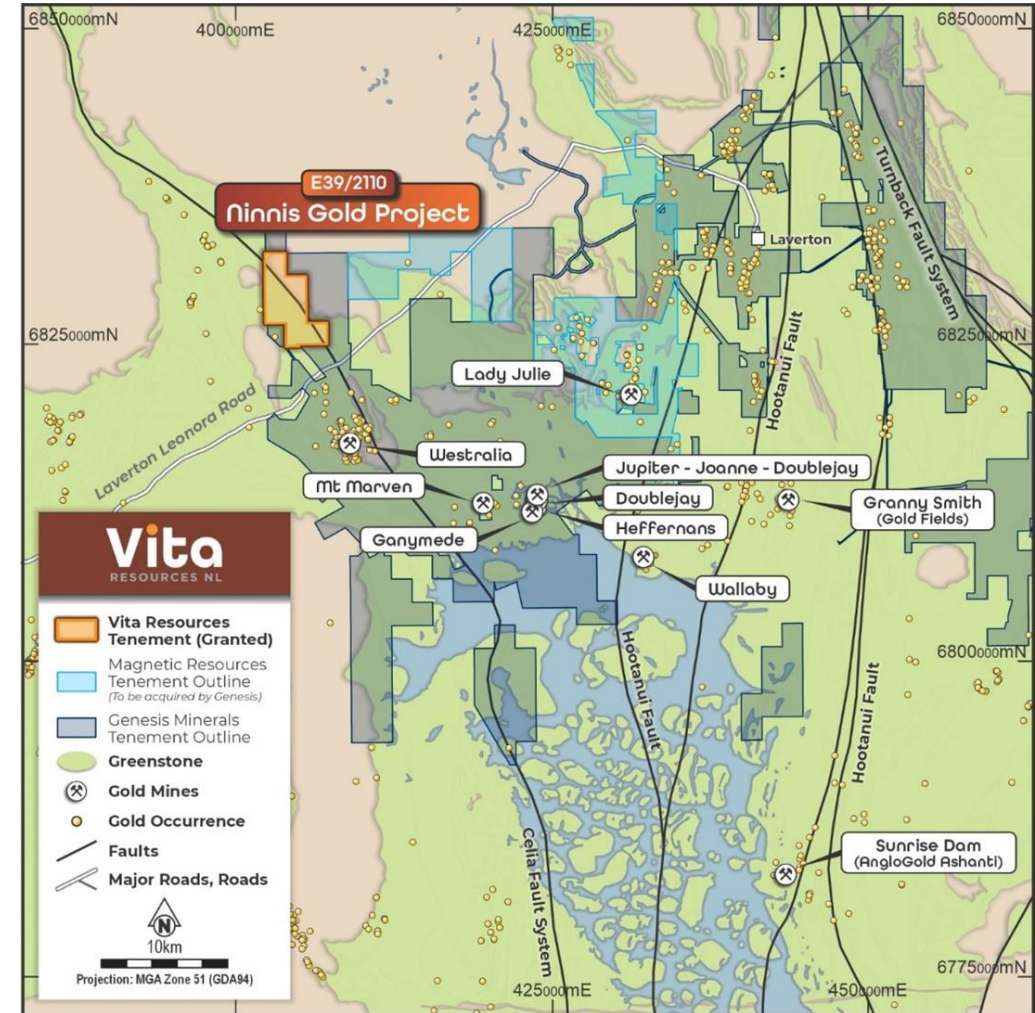 6850000mN
400000mE
425000mE
6850000mN
E39/2110
Ninnis Gold Project
Turnback Fault System
Laverton
6825000mN
6825000mN
Hootanui Fault
Lady Julie
Laverton Leonora Road
Westralia
Jupiter - Joanne - Doublejay
Mt Marven
Doublejay
Granny Smith
(Gold Fields)
Ganymede
Heffernans
Wallaby
Vita
RESOURCES NL
Vita Resources
Tenement (Granted)
Magnetic Resources
Tenement Outline
(To be acquired by Genesis)
Genesis Minerals
Tenement Outline
Greenstone
Gold Mines
Gold Occurrence
Faults
Major Roads, Roads
N
10km
Projection: MGA Zone 51 (GDA94)
6800000mN
Hootanui Fault
Hootanui Fault
Celia Fault System
Sunrise Dam
(AngloGold Ashanti)
6775000mN
425000mE
450000mE